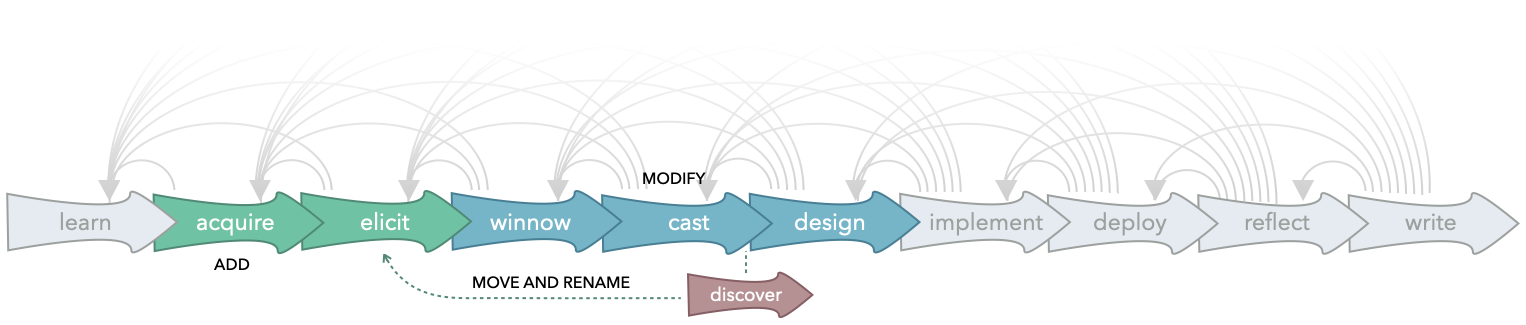 MODIFY
learn
acquire
elicit
winnow
cast
design
implement
deploy
reflect
write
ADD
MOVE AND RENAME
discover